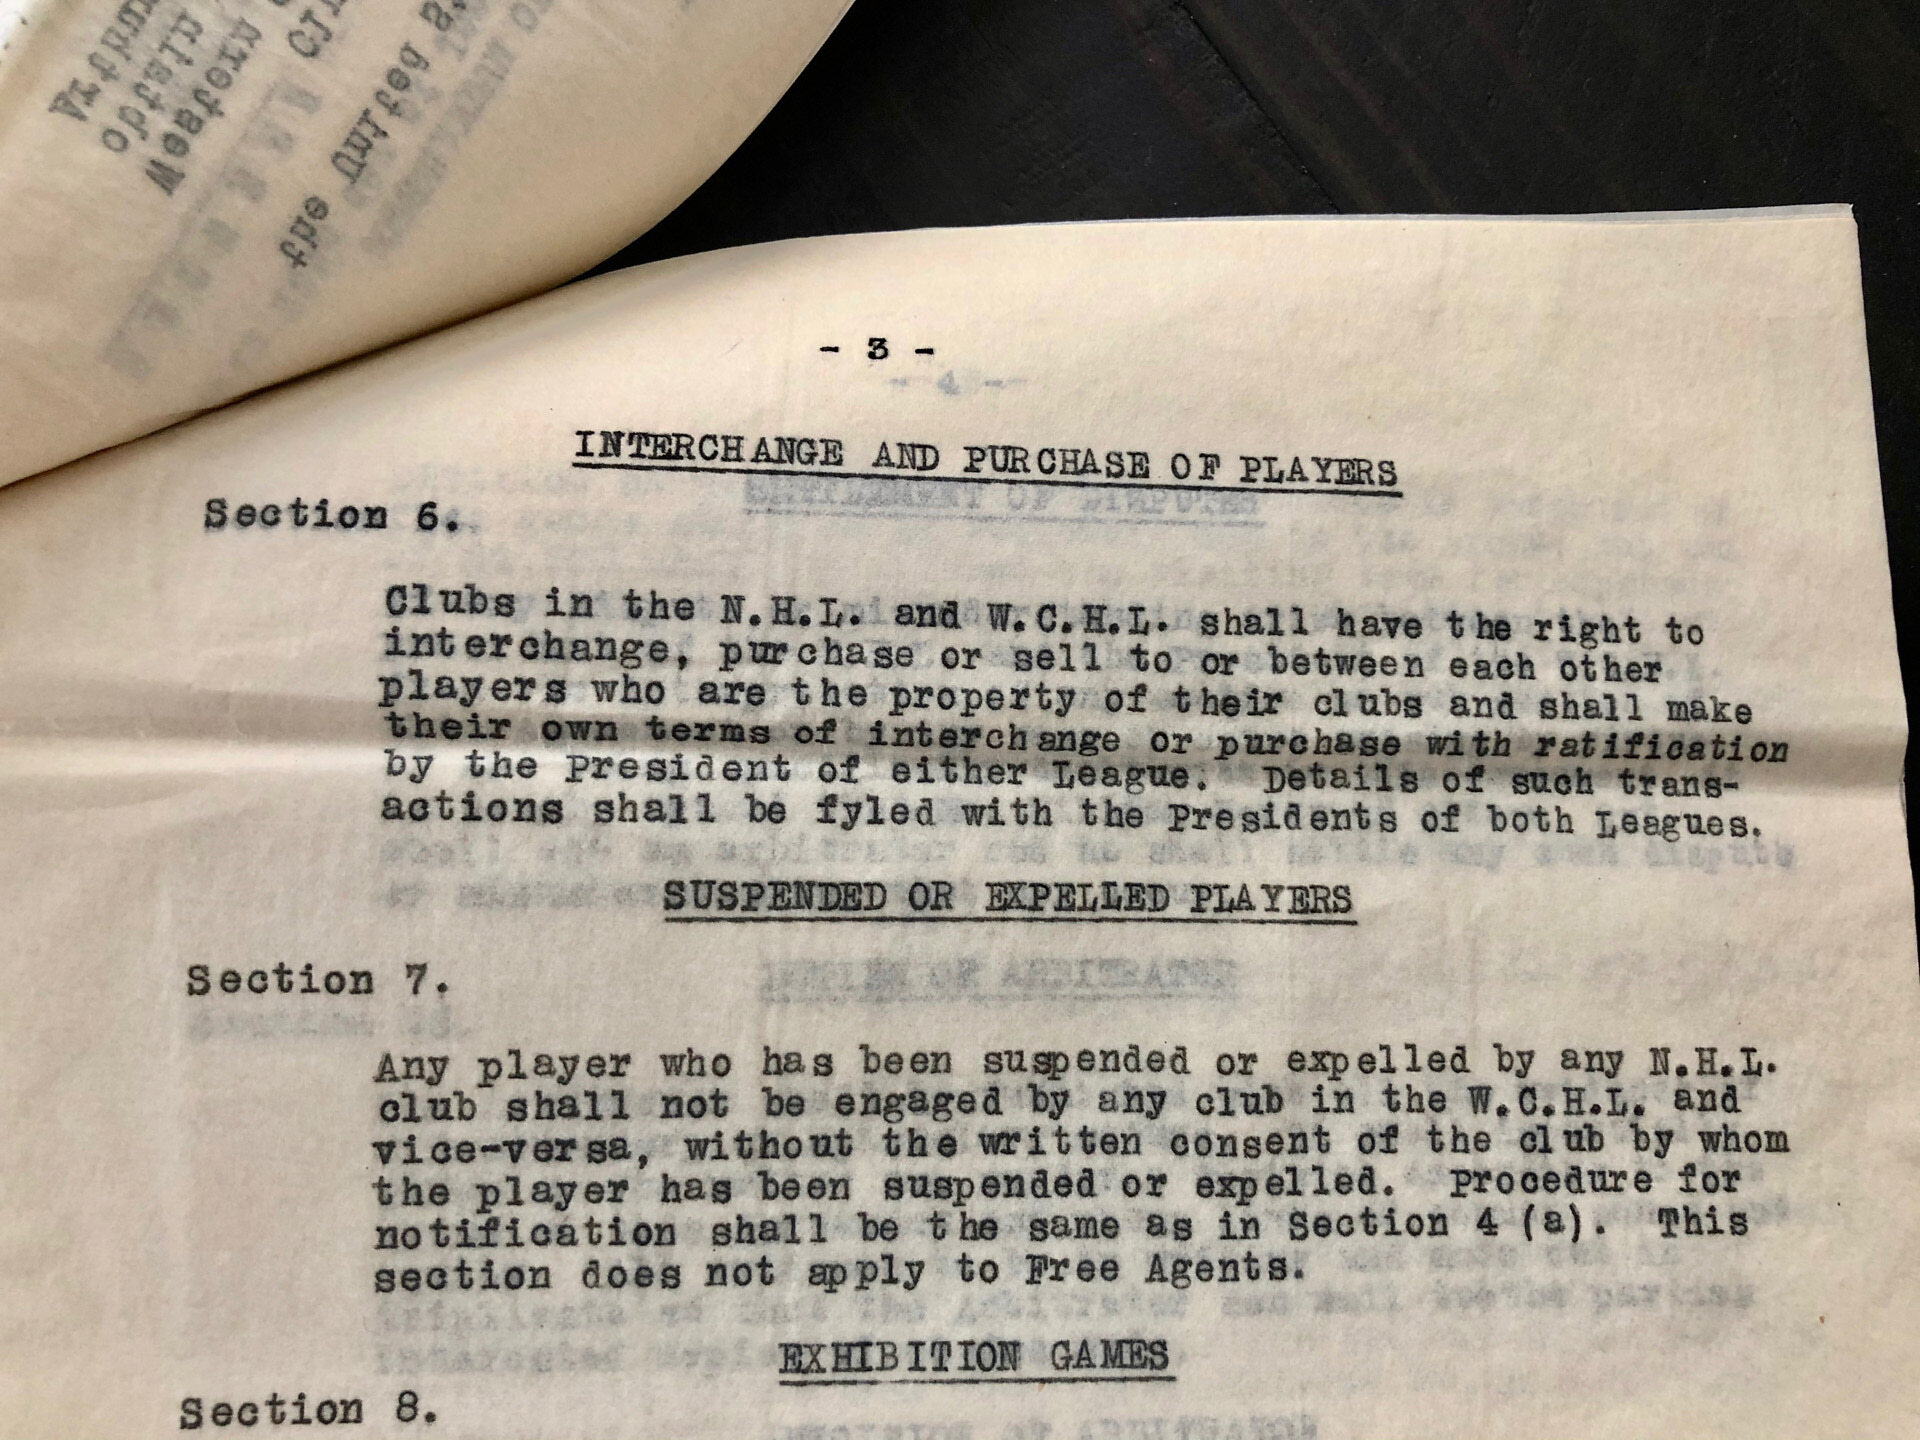 - 3 -
INTERCHANGE AND PURCHASE OF PLAYERS
Section 6.
Clubs in the N.H.L. and W.C.H.L. shall have the right to
interchange, purchase or sell to or between each other
players who are the property of their clubs and shall make
their own terms of interchange or purchase with ratification
by the President of either League. Details of such trans-
actions shall be fyled with the Presidents of both Leagues.
SUSPENDED OR EXPELLED PLAYERS
Section 7.
Any player who has been suspended or expelled by any N.H.L.
club shall not be engaged by any club in the W.C.H.L. and
vice-versa, without the written consent of the club by whom
the player has been suspended or expelled. Procedure for
notification shall be the same as in Section 4 (a). This
section does not apply to Free Agents.
EXHIBITION GAMES
Section 8.